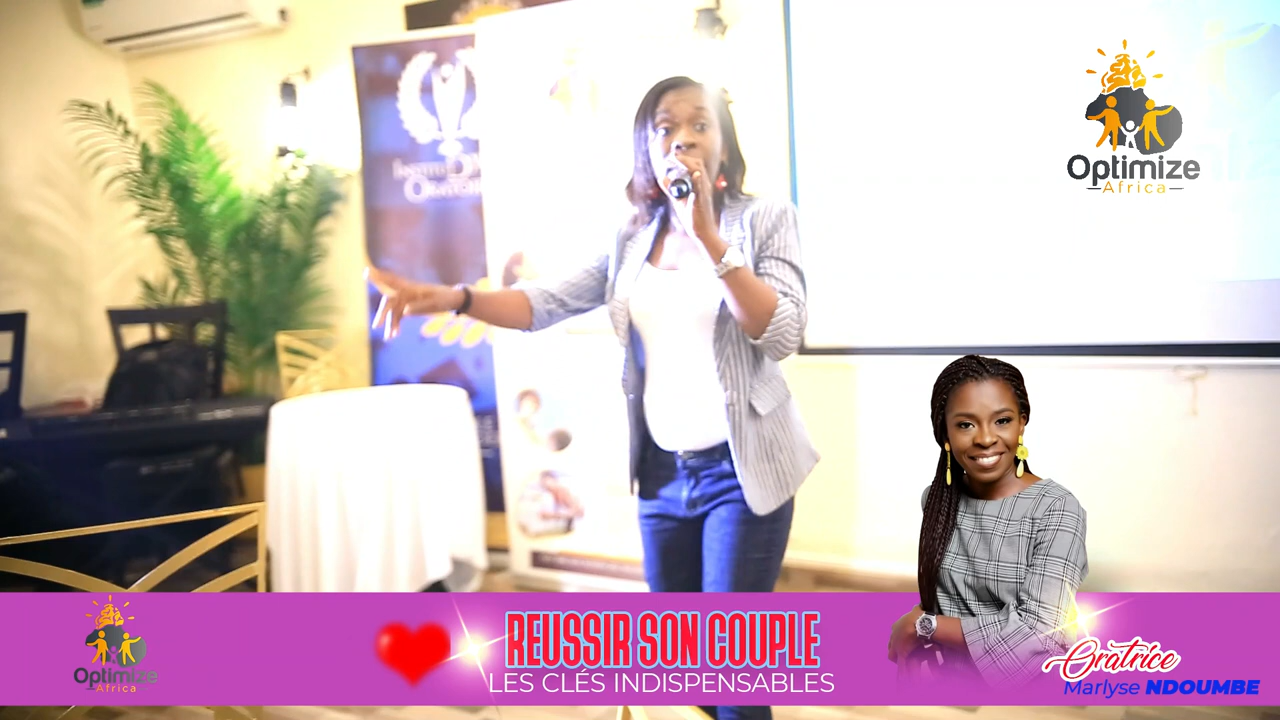 Optimize
Africa
Optimize
Africa
REUSSIR SON COUPLE
LES CLÉS INDISPENSABLES
Oratrice
Marlyse NDOUMBE